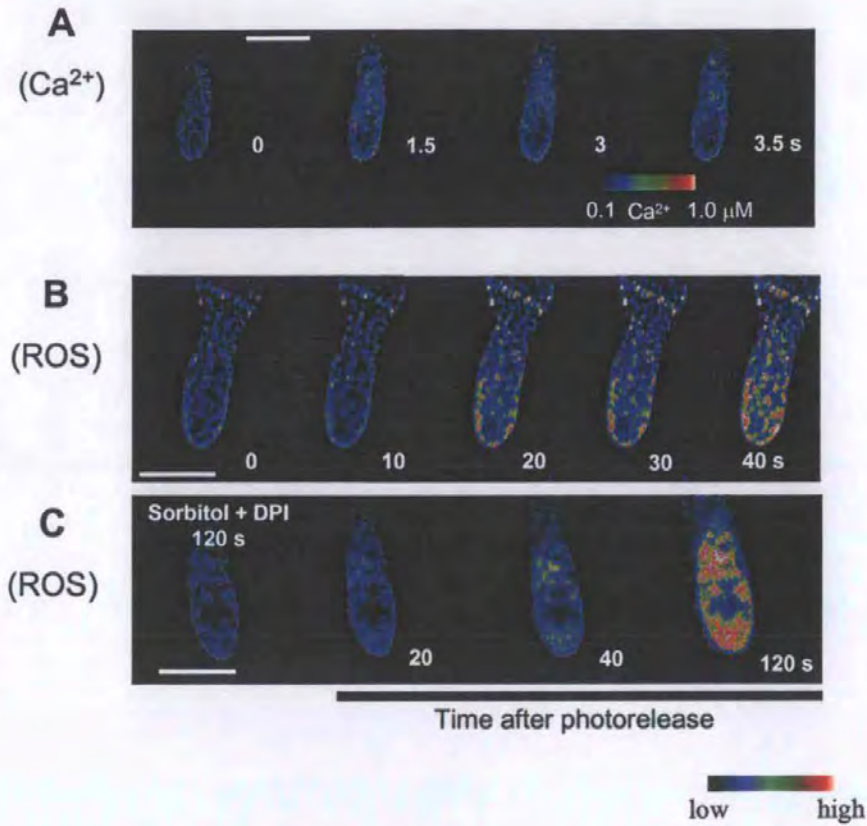 A
(Ca²⁺)
0 1.5 3 3.5 s
0.1 Ca²⁺ 1.0 μM
B
(ROS)
0 10 20 30 40 s
C
(ROS)
Sorbitol + DPI
120 s
20 40 120 s
Time after photorelease
low high